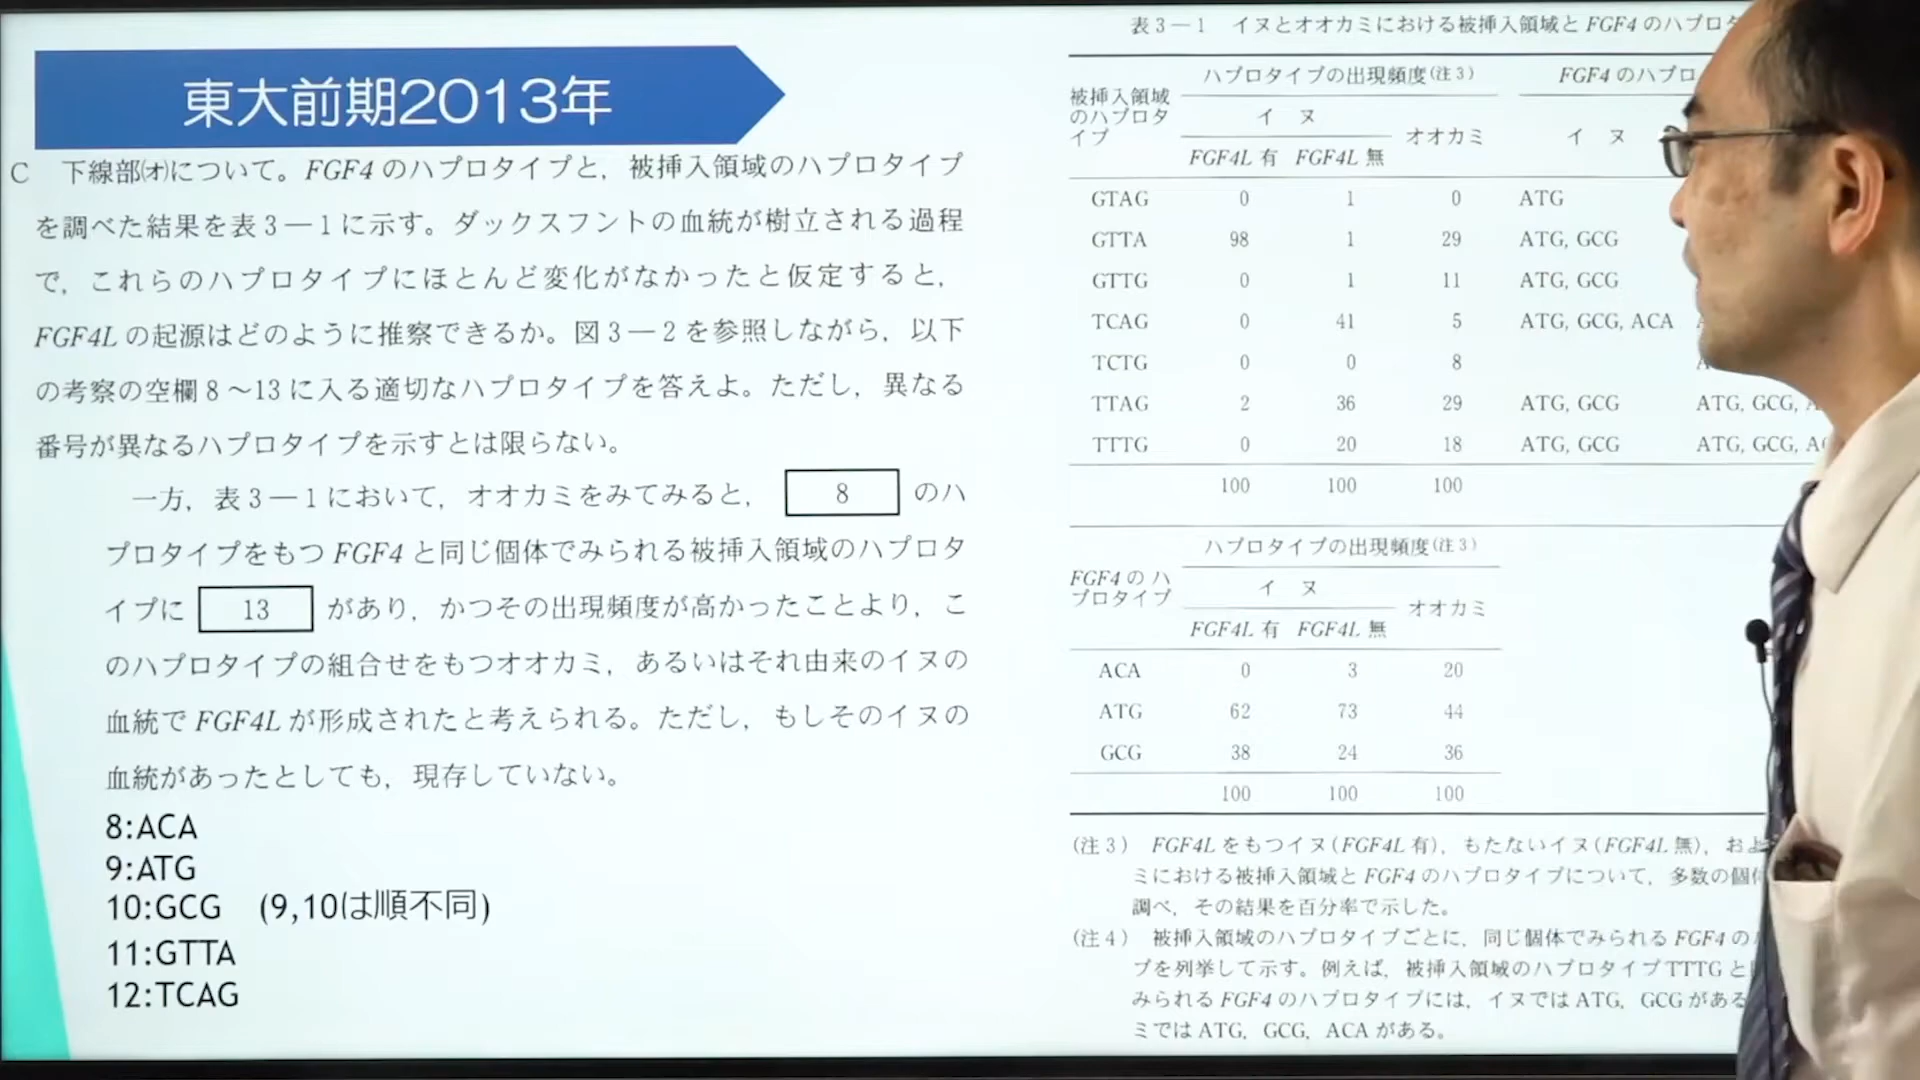 東大前期2013年
C 下線部(オ)について。FGF4 のハプロタイプと，被挿入領域のハプロタイプ
を調べた結果を表3―1に示す。ダックスフントの血統が樹立される過程
で，これらのハプロタイプにほとんど変化がなかったと仮定すると，
FGF4L の起源はどのように推察できるか。図3―2を参照しながら，以下
の考察の空欄8～13に入る適切なハプロタイプを答えよ。ただし，異なる
番号が異なるハプロタイプを示すとは限らない。
一方，表3―1において，オオカミをみてみると， 8 のハ
プロタイプをもつ FGF4 と同じ個体でみられる被挿入領域のハプロタ
イプに 13 があり，かつその出現頻度が高かったことより，こ
のハプロタイプの組合せをもつオオカミ，あるいはそれ由来のイヌの
血統で FGF4L が形成されたと考えられる。ただし，もしそのイヌの
血統があったとしても，現存していない。
8:ACA
9:ATG
10:GCG (9,10は順不同)
11:GTTA
12:TCAG
表3―1 イヌとオオカミにおける被挿入領域と FGF4 のハプロ
被挿入領域のハプロタイプ ハプロタイプの出現頻度(注3) FGF4 のハプロ
イ ヌ オオカミ イ ヌ
FGF4L 有 FGF4L 無
GTAG 0 1 0 ATG
GTTA 98 1 29 ATG, GCG
GTTG 0 1 11 ATG, GCG
TCAG 0 41 5 ATG, GCG, ACA
TCTG 0 0 8
TTAG 2 36 29 ATG, GCG ATG, GCG,
TTTG 0 20 18 ATG, GCG ATG, GCG,
100 100 100
FGF4 のハプロタイプ ハプロタイプの出現頻度(注3)
イ ヌ オオカミ
FGF4L 有 FGF4L 無
ACA 0 3 20
ATG 62 73 44
GCG 38 24 36
100 100 100
(注3) FGF4L をもつイヌ(FGF4L 有)，もたないイヌ(FGF4L 無)，
ミにおける被挿入領域と FGF4 のハプロタイプについて，多数の個
調べ，その結果を百分率で示した。
(注4) 被挿入領域のハプロタイプごとに，同じ個体でみられる FGF4 の
プを列挙して示す。例えば，被挿入領域のハプロタイプ TTTG と
みられる FGF4 のハプロタイプには，イヌでは ATG，GCG がある
ミでは ATG，GCG，ACA がある。